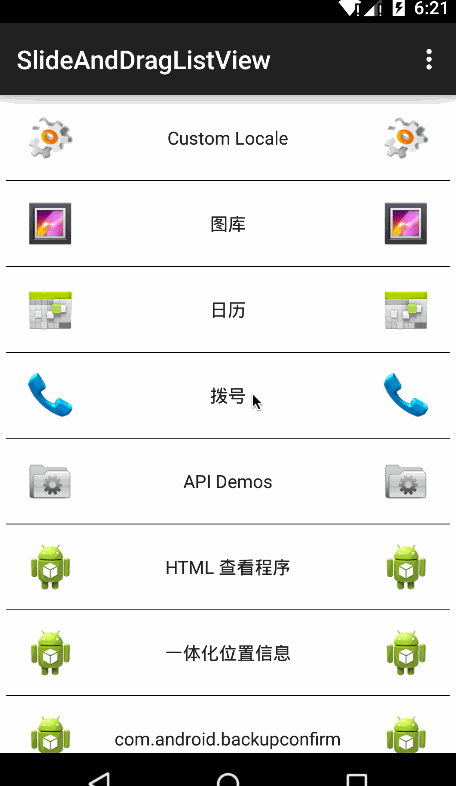 6:21
SlideAndDragListView
Custom Locale
图库
日历
拨号
API Demos
HTML 查看程序
一体化位置信息
com.android.backupconfirm